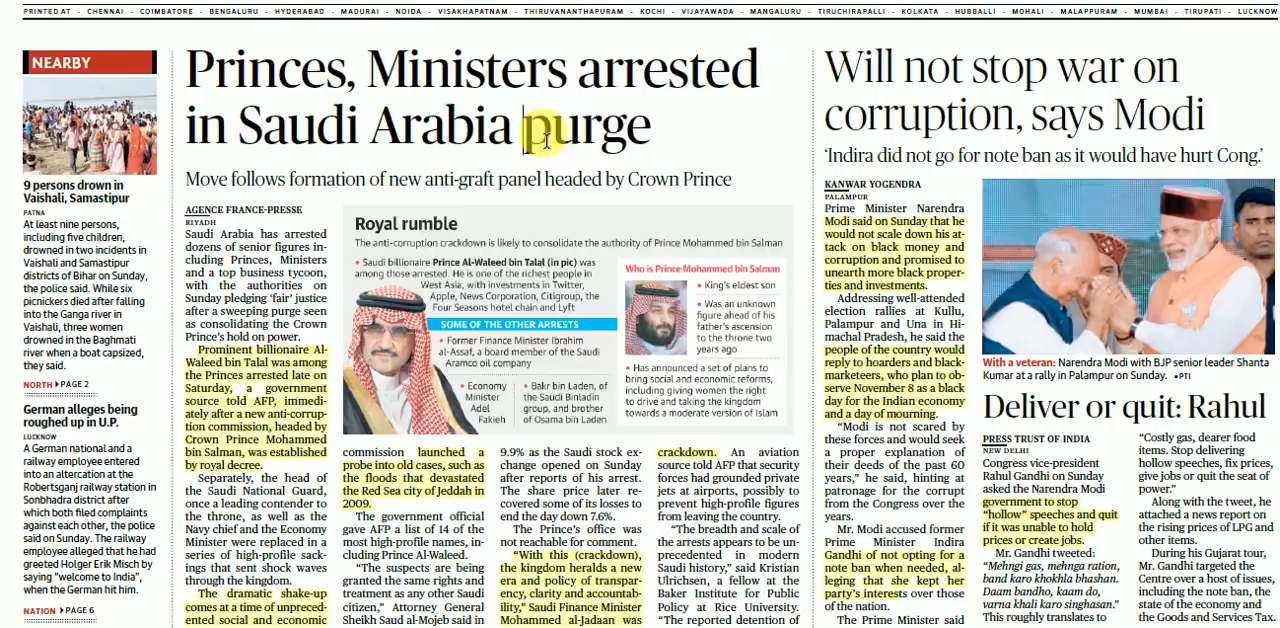 PRINTED AT - CHENNAI - COIMBATORE - BENGALURU - HYDERABAD - MADURAI - NOIDA - VISAKHAPATNAM - THIRUVANANTHAPURAM - KOCHI - VIJAYAWADA - MANGALURU - TIRUCHIRAPALLI - KOLKATA - HUBBALLI - MOHALI - MALAPPURAM - MUMBAI - TIRUPATI - LUCKNOW
NEARBY
9 persons drown in
Vaishali, Samastipur
PATNA
At least nine persons,
including five children,
drowned in two incidents in
Vaishali and Samastipur
districts of Bihar on Sunday,
the police said. While six
picnickers died after falling
into the Ganga river in
Vaishali, three women
drowned in the Baghmati
river when a boat capsized,
they said.
NORTH ▶ PAGE 2
German alleges being
roughed up in U.P.
LUCKNOW
A German national and a
railway employee entered
into an altercation at the
Robertsganj railway station in
Sonbhadra district after
which both filed complaints
against each other, the police
said on Sunday. The railway
employee alleged that he had
greeted Holger Erik Misch by
saying “welcome to India”,
when the German hit him.
NATION ▶ PAGE 6
Princes, Ministers arrested
in Saudi Arabia purge
Move follows formation of new anti-graft panel headed by Crown Prince
AGENCE FRANCE-PRESSE
RIYADH
Saudi Arabia has arrested
dozens of senior figures in-
cluding Princes, Ministers
and a top business tycoon,
with the authorities on
Sunday pledging ‘fair’ justice
after a sweeping purge seen
as consolidating the Crown
Prince’s hold on power.
Prominent billionaire Al-
Waleed bin Talal was among
the Princes arrested late on
Saturday, a government
source told AFP, immedi-
ately after a new anti-corrup-
tion commission, headed by
Crown Prince Mohammed
bin Salman, was established
by royal decree.
Separately, the head of
the Saudi National Guard,
once a leading contender to
the throne, as well as the
Navy chief and the Economy
Minister were replaced in a
series of high-profile sack-
ings that sent shock waves
through the kingdom.
The dramatic shake-up
comes at a time of unpreced-
ented social and economic
Royal rumble
The anti-corruption crackdown is likely to consolidate the authority of Prince Mohammed bin Salman
• Saudi billionaire Prince Al-Waleed bin Talal (in pic) was
among those arrested. He is one of the richest people in
West Asia, with investments in Twitter,
Apple, News Corporation, Citigroup, the
Four Seasons hotel chain and Lyft
SOME OF THE OTHER ARRESTS
• Former Finance Minister Ibrahim
al-Assaf, a board member of the Saudi
Aramco oil company
• Economy
Minister
Adel
Fakieh
• Bakr bin Laden, of
the Saudi Binladin
group, and brother
of Osama bin Laden
Who is Prince Mohammed bin Salman
• King’s eldest son
• Was an unknown
figure ahead of his
father’s ascension
to the throne two
years ago
• Has announced a set of plans to
bring social and economic reforms,
including giving women the right
to drive and taking the kingdom
towards a moderate version of Islam
commission launched a
probe into old cases, such as
the floods that devastated
the Red Sea city of Jeddah in
2009.
The government official
gave AFP a list of 14 of the
most high-profile names, in-
cluding Prince Al-Waleed.
“The suspects are being
granted the same rights and
treatment as any other Saudi
citizen,” Attorney General
Sheikh Saud al-Mojeb said in
9.9% as the Saudi stock ex-
change opened on Sunday
after reports of his arrest.
The share price later re-
covered some of its losses to
end the day down 7.6%.
The Prince’s office was
not reachable for comment.
“With this (crackdown),
the kingdom heralds a new
era and policy of transpar-
ency, clarity and accountab-
ility,” Saudi Finance Minister
Mohammed al-Jadaan was
crackdown. An aviation
source told AFP that security
forces had grounded private
jets at airports, possibly to
prevent high-profile figures
from leaving the country.
“The breadth and scale of
the arrests appears to be un-
precedented in modern
Saudi history,” said Kristian
Ulrichsen, a fellow at the
Baker Institute for Public
Policy at Rice University.
“The reported detention of
Will not stop war on
corruption, says Modi
‘Indira did not go for note ban as it would have hurt Cong.’
KANWAR YOGENDRA
PALAMPUR
Prime Minister Narendra
Modi said on Sunday that he
would not scale down his at-
tack on black money and
corruption and promised to
unearth more black proper-
ties and investments.
Addressing well-attended
election rallies at Kullu,
Palampur and Una in Hi-
machal Pradesh, he said the
people of the country would
reply to hoarders and black-
marketeers, who plan to ob-
serve November 8 as a black
day for the Indian economy
and a day of mourning.
“Modi is not scared by
these forces and would seek
a proper explanation of
their deeds of the past 60
years,” he said, hinting at
patronage for the corrupt
from the Congress over the
years.
Mr. Modi accused former
Prime Minister Indira
Gandhi of not opting for a
note ban when needed, al-
leging that she kept her
party’s interests over those
of the nation.
The Prime Minister said
With a veteran: Narendra Modi with BJP senior leader Shanta
Kumar at a rally in Palampur on Sunday. •PTI
Deliver or quit: Rahul
PRESS TRUST OF INDIA
NEW DELHI
Congress vice-president
Rahul Gandhi on Sunday
asked the Narendra Modi
government to stop
“hollow” speeches and quit
if it was unable to hold
prices or create jobs.
Mr. Gandhi tweeted:
“Mehngi gas, mehnga ration,
band karo khokhla bhashan.
Daam bandho, kaam do,
varna khali karo singhasan.”
This roughly translates to
“Costly gas, dearer food
items. Stop delivering
hollow speeches, fix prices,
give jobs or quit the seat of
power.”
Along with the tweet, he
attached a news report on
the rising prices of LPG and
other items.
During his Gujarat tour,
Mr. Gandhi targeted the
Centre over a host of issues,
including the note ban, the
state of the economy and
the Goods and Services Tax.